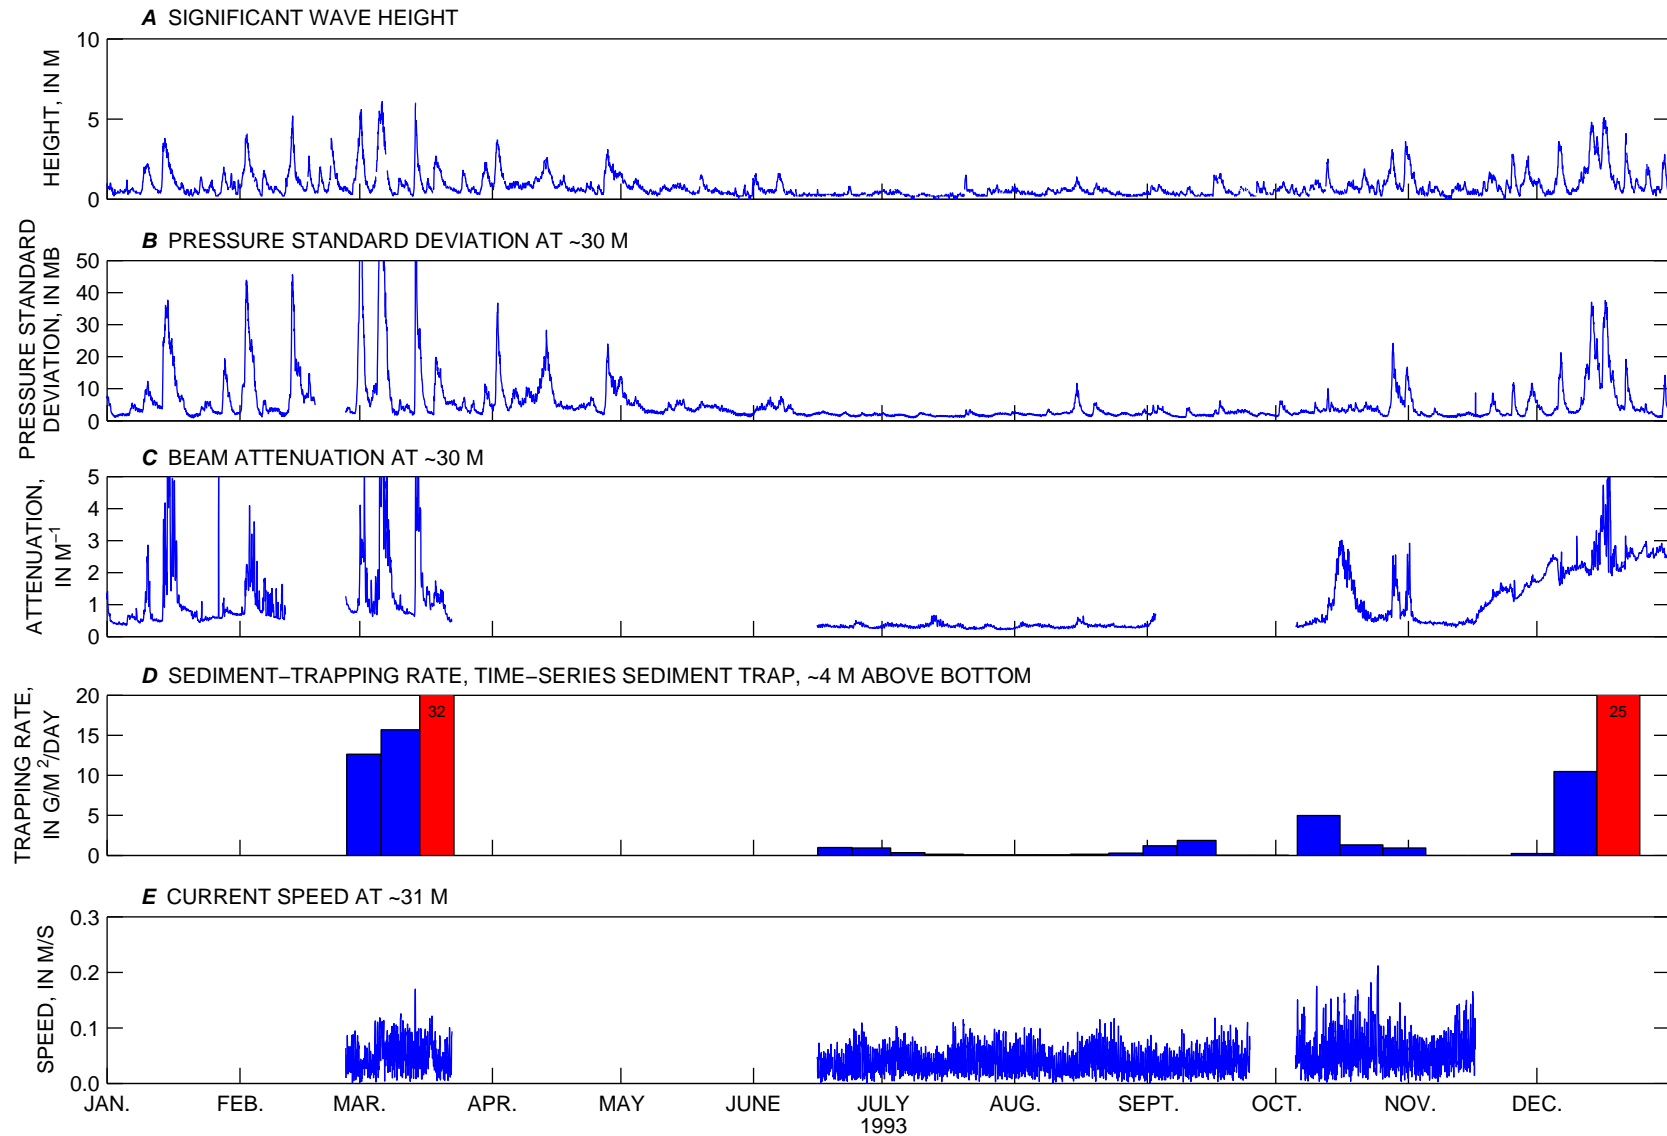 A SIGNIFICANT WAVE HEIGHT
HEIGHT, IN M
10
5
0
B PRESSURE STANDARD DEVIATION AT ~30 M
PRESSURE STANDARD
DEVIATION, IN MB
50
40
30
20
10
0
C BEAM ATTENUATION AT ~30 M
ATTENUATION,
IN M−1
5
4
3
2
1
0
D SEDIMENT−TRAPPING RATE, TIME−SERIES SEDIMENT TRAP, ~4 M ABOVE BOTTOM
TRAPPING RATE,
IN G/M 2/DAY
20
15
10
5
0
32
25
E CURRENT SPEED AT ~31 M
SPEED, IN M/S
0.3
0.2
0.1
0.0
JAN. FEB. MAR. APR. MAY JUNE JULY AUG. SEPT. OCT. NOV. DEC.
1993